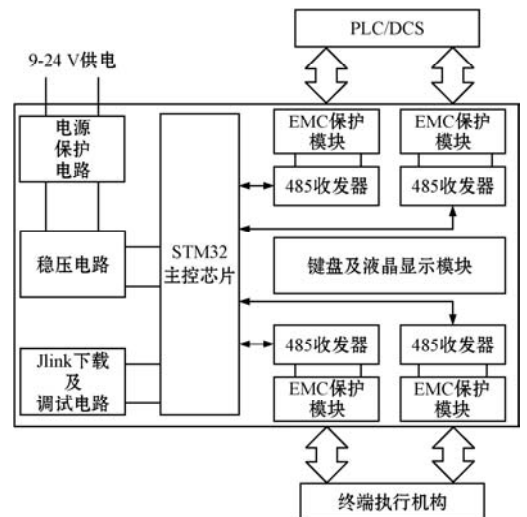 PLC/DCS
9-24 V供电
电源
保护
电路
EMC保护
模块
EMC保护
模块
485收发器
485收发器
稳压电路
STM32
主控芯片
键盘及液晶显示模块
Jlink下载
及
调试电路
485收发器
485收发器
EMC保护
模块
EMC保护
模块
终端执行机构